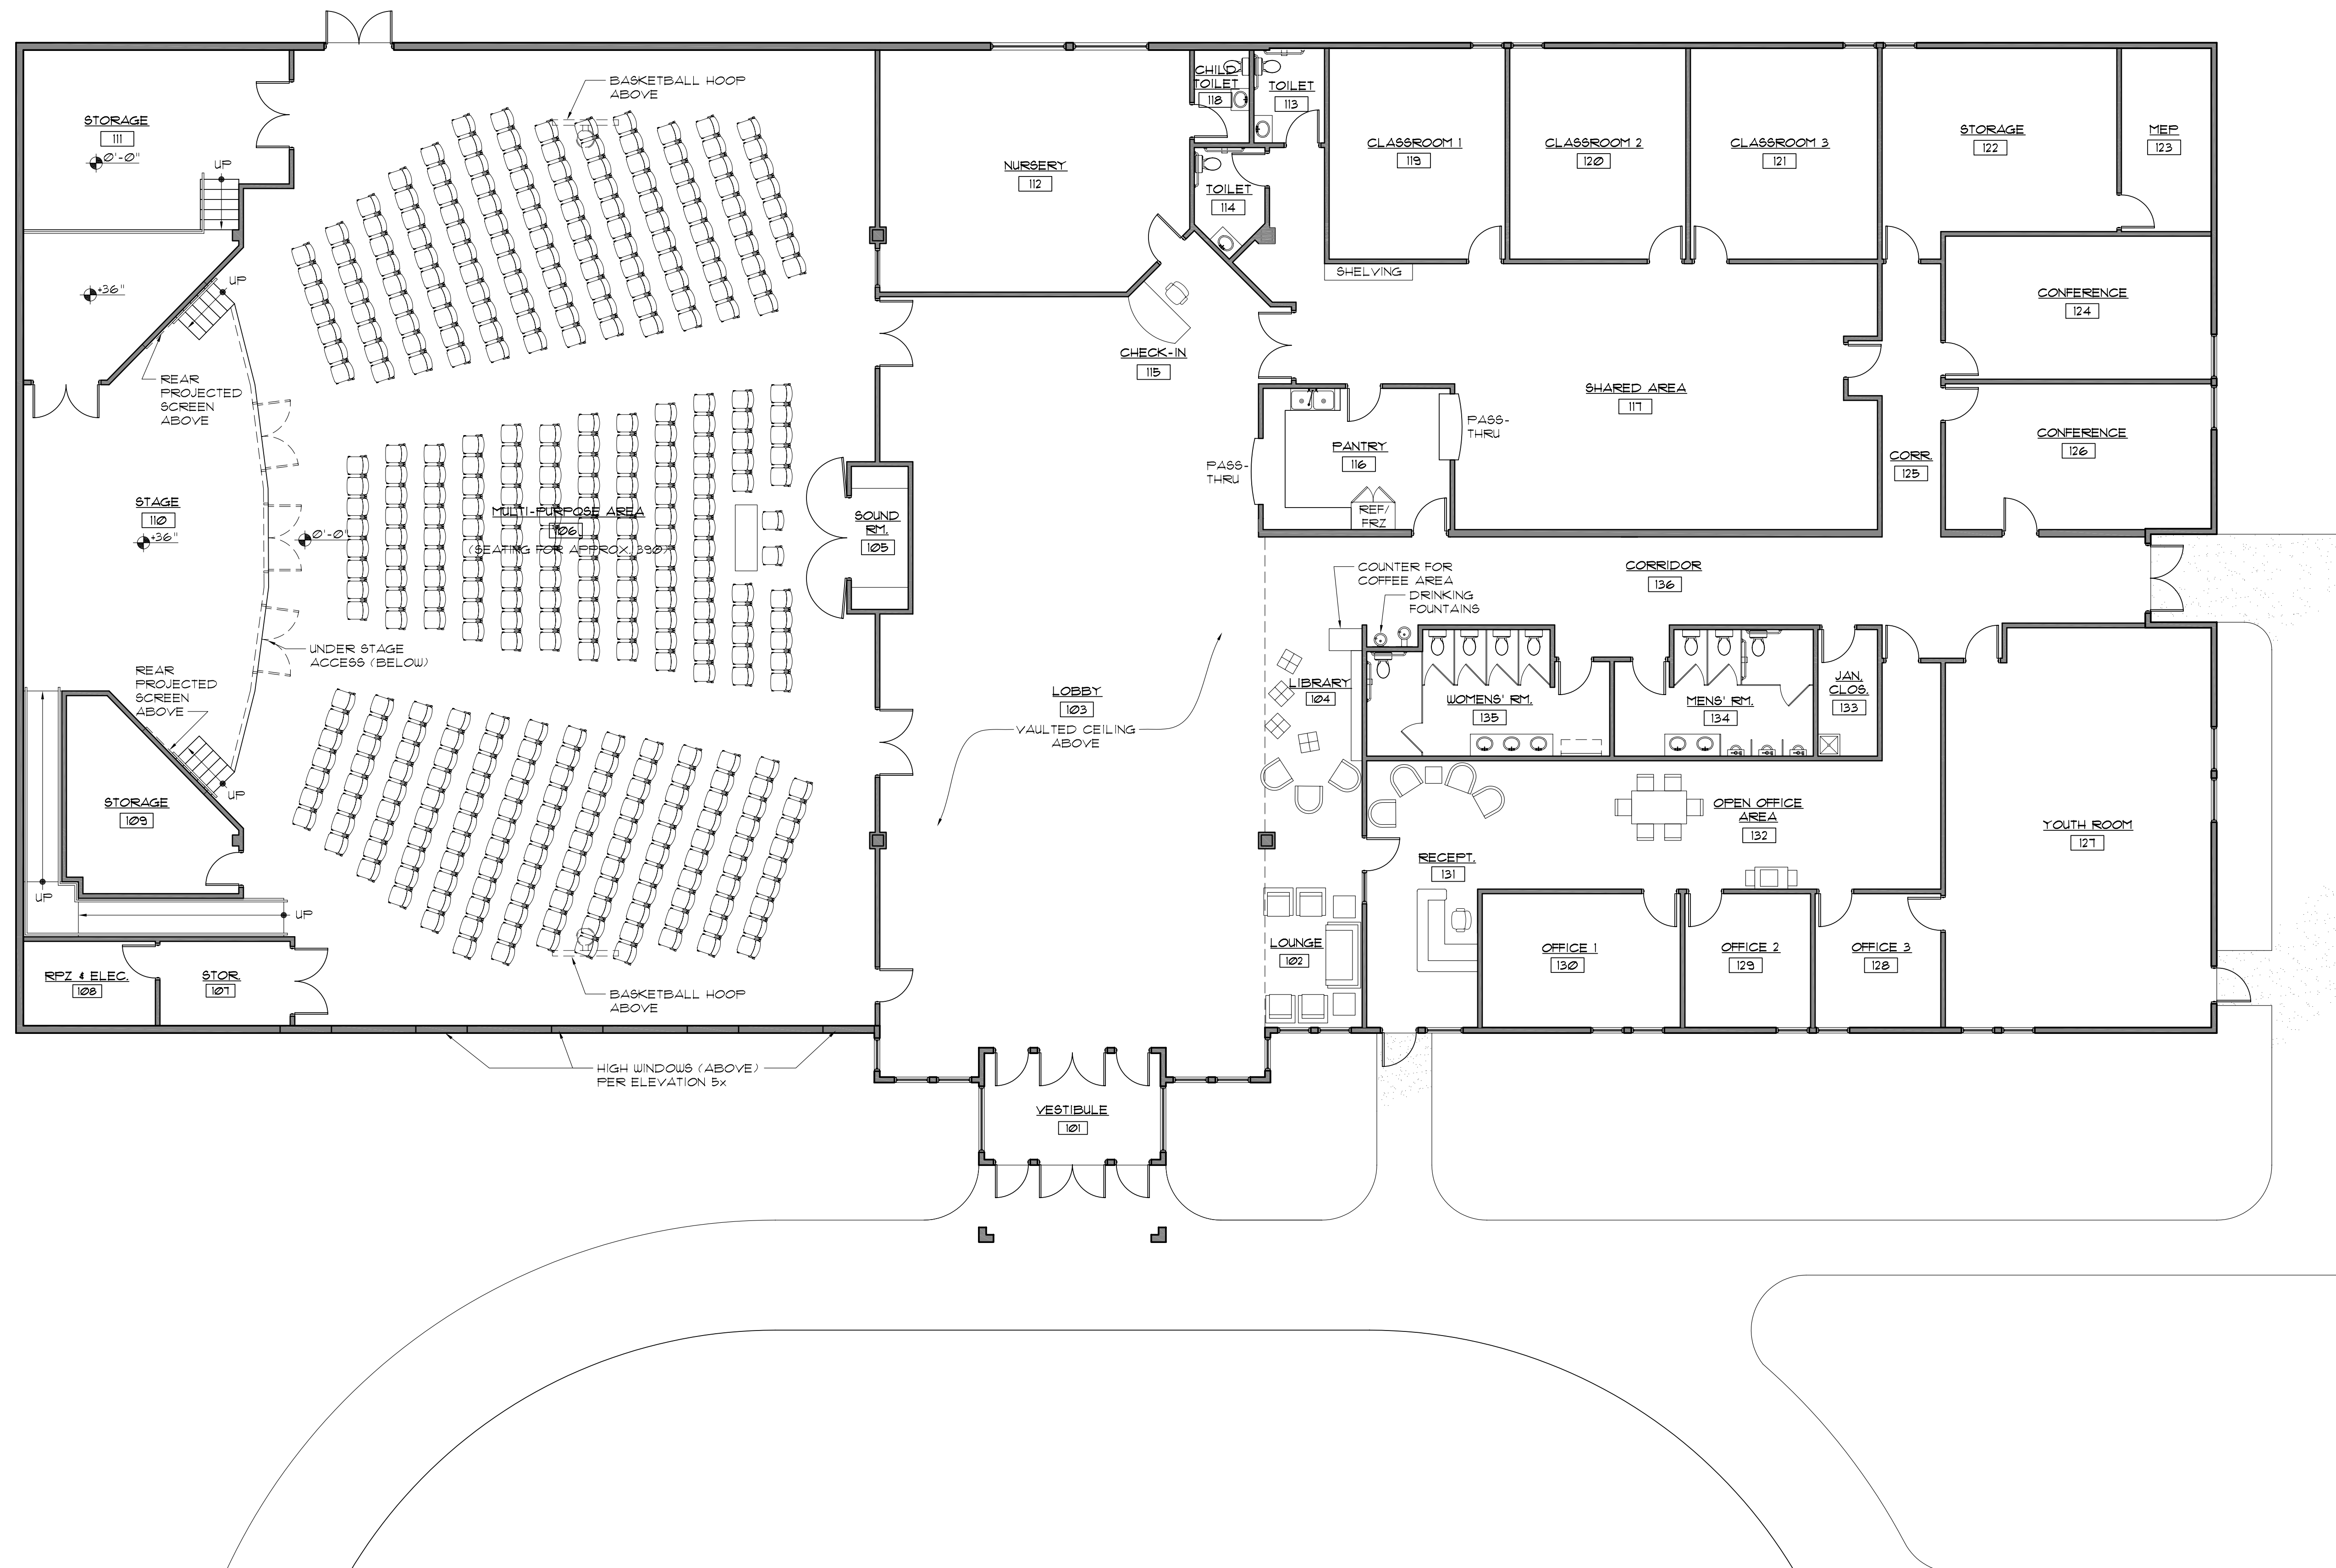 BASKETBALL HOOP
ABOVE
STORAGE
111
0'-0"
UP
+36"
UP
REAR
PROJECTED
SCREEN
ABOVE
STAGE
110
+36"
0'-0"
MULTI-PURPOSE AREA
106
(SEATING FOR APPROX. 390)
SOUND
RM.
105
UNDER STAGE
ACCESS (BELOW)
REAR
PROJECTED
SCREEN
ABOVE
UP
STORAGE
109
UP
UP
RPZ & ELEC.
108
STOR.
107
BASKETBALL HOOP
ABOVE
HIGH WINDOWS (ABOVE)
PER ELEVATION 5x
NURSERY
112
CHILD
TOILET
118
TOILET
113
TOILET
114
CHECK-IN
115
CLASSROOM 1
119
CLASSROOM 2
120
CLASSROOM 3
121
STORAGE
122
MEP
123
SHELVING
CONFERENCE
124
SHARED AREA
117
PASS-
THRU
PANTRY
116
PASS-
THRU
REF/
FRZ
CORR.
125
CONFERENCE
126
COUNTER FOR
COFFEE AREA
DRINKING
FOUNTAINS
CORRIDOR
136
LOBBY
103
VAULTED CEILING
ABOVE
LIBRARY
104
WOMENS' RM.
135
MENS' RM.
134
JAN.
CLOS.
133
OPEN OFFICE
AREA
132
YOUTH ROOM
127
RECEPT.
131
LOUNGE
102
OFFICE 1
130
OFFICE 2
129
OFFICE 3
128
VESTIBULE
101